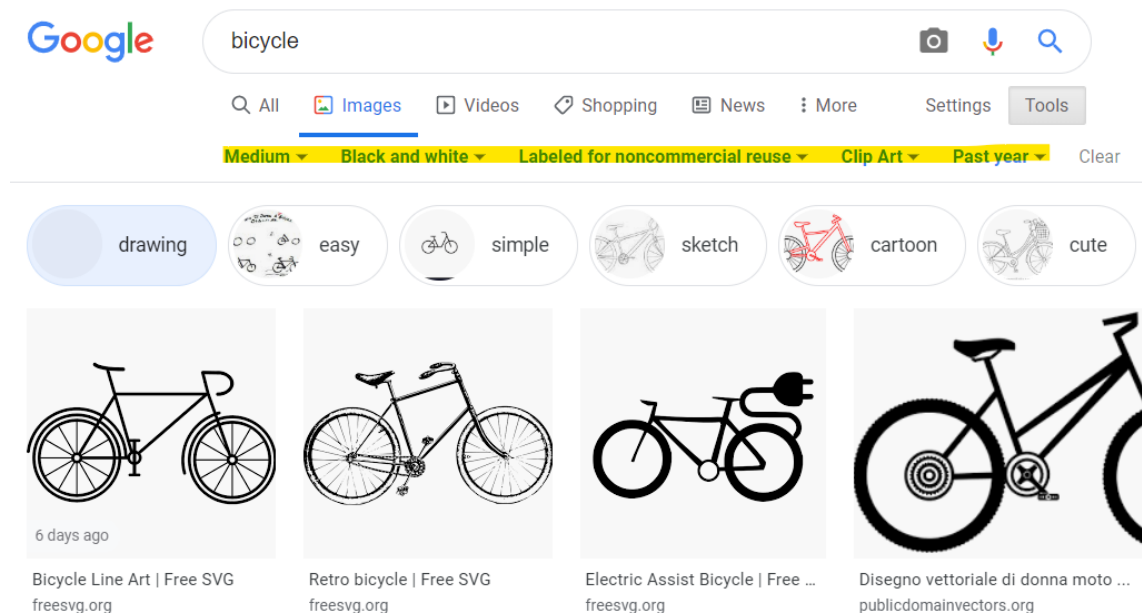 Google
bicycle
All Images Videos Shopping News More Settings Tools
Medium Black and white Labeled for noncommercial reuse Clip Art Past year Clear
drawing easy simple sketch cartoon cute
6 days ago
Bicycle Line Art | Free SVG Retro bicycle | Free SVG Electric Assist Bicycle | Free ... Disegno vettoriale di donna moto ...
freesvg.org freesvg.org freesvg.org publicdomainvectors.org